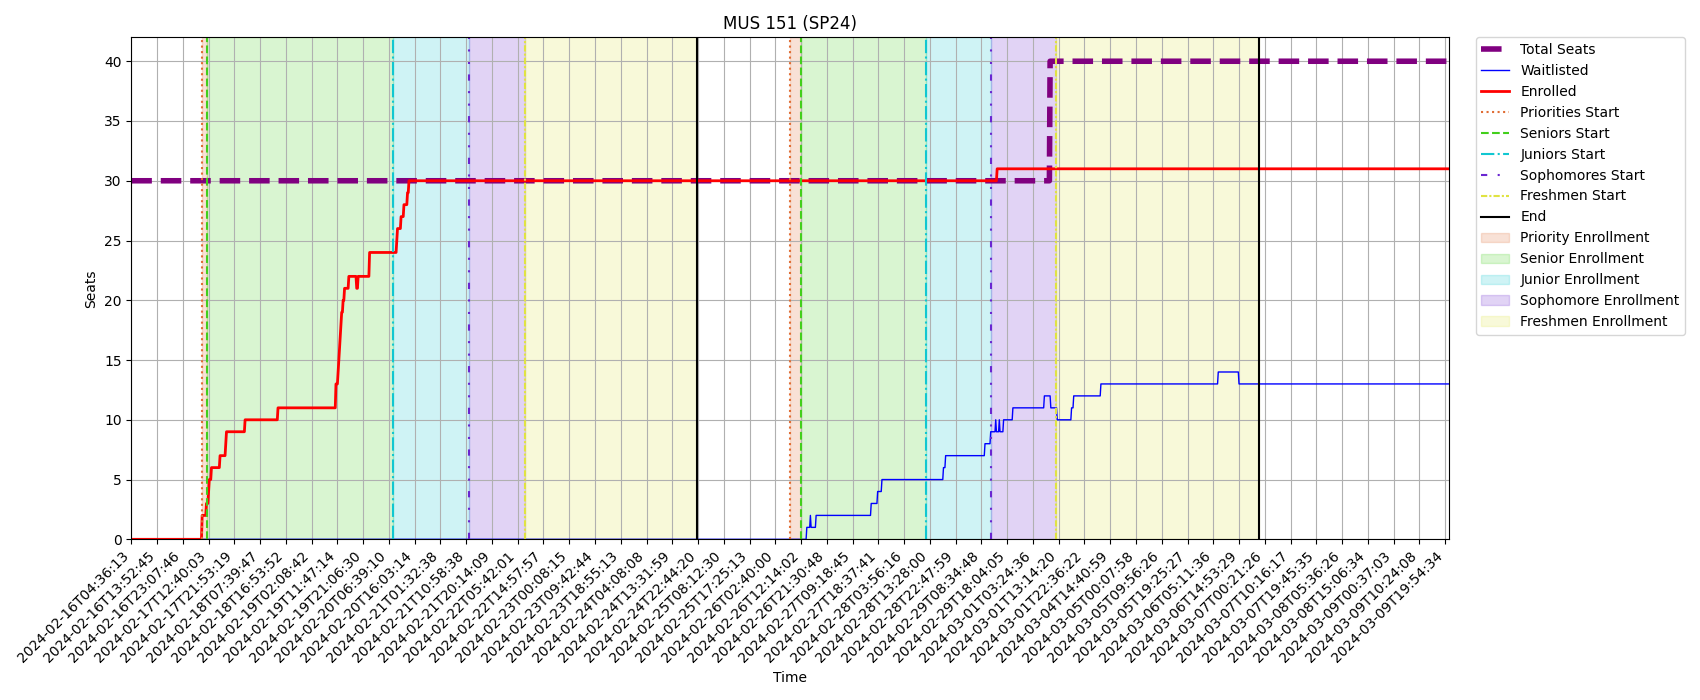 MUS 151 (SP24)
Seats
40
35
30
25
20
15
10
5
0
2024-02-16T04:36:13
2024-02-16T13:52:45
2024-02-16T23:07:46
2024-02-17T12:40:03
2024-02-17T21:53:19
2024-02-18T07:39:47
2024-02-18T16:53:52
2024-02-19T02:08:42
2024-02-19T11:47:14
2024-02-19T21:06:30
2024-02-20T06:39:10
2024-02-20T16:03:14
2024-02-21T01:32:38
2024-02-21T10:58:38
2024-02-21T20:14:09
2024-02-22T05:42:01
2024-02-22T14:57:57
2024-02-23T00:08:15
2024-02-23T09:42:44
2024-02-23T18:55:13
2024-02-24T04:08:08
2024-02-24T13:31:59
2024-02-24T22:44:20
2024-02-25T08:12:30
2024-02-25T17:25:13
2024-02-26T02:40:00
2024-02-26T12:14:02
2024-02-26T21:30:48
2024-02-27T09:18:45
2024-02-27T18:37:41
2024-02-28T03:56:16
2024-02-28T13:28:00
2024-02-28T22:47:59
2024-02-29T08:34:48
2024-02-29T18:04:05
2024-03-01T03:24:36
2024-03-01T13:14:20
2024-03-01T22:36:22
2024-03-04T14:40:59
2024-03-05T00:07:58
2024-03-05T09:56:26
2024-03-05T19:25:27
2024-03-06T05:11:36
2024-03-06T14:53:29
2024-03-07T00:21:26
2024-03-07T10:16:17
2024-03-07T19:45:35
2024-03-08T05:36:26
2024-03-08T15:06:34
2024-03-09T00:37:03
2024-03-09T10:24:08
2024-03-09T19:54:34
Time
Total Seats
Waitlisted
Enrolled
Priorities Start
Seniors Start
Juniors Start
Sophomores Start
Freshmen Start
End
Priority Enrollment
Senior Enrollment
Junior Enrollment
Sophomore Enrollment
Freshmen Enrollment